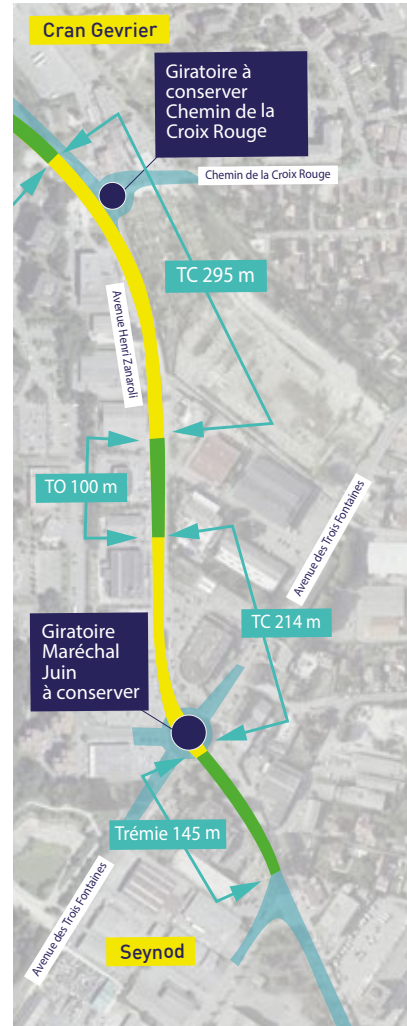 Cran Gevrier
Giratoire à
conserver
Chemin de la
Croix Rouge
Chemin de la Croix Rouge
TC 295 m
Avenue Henri Zanaroli
TO 100 m
Avenue des Trois Fontaines
TC 214 m
Giratoire
Maréchal
Juin
à conserver
Trémie 145 m
Avenue des Trois Fontaines
Seynod